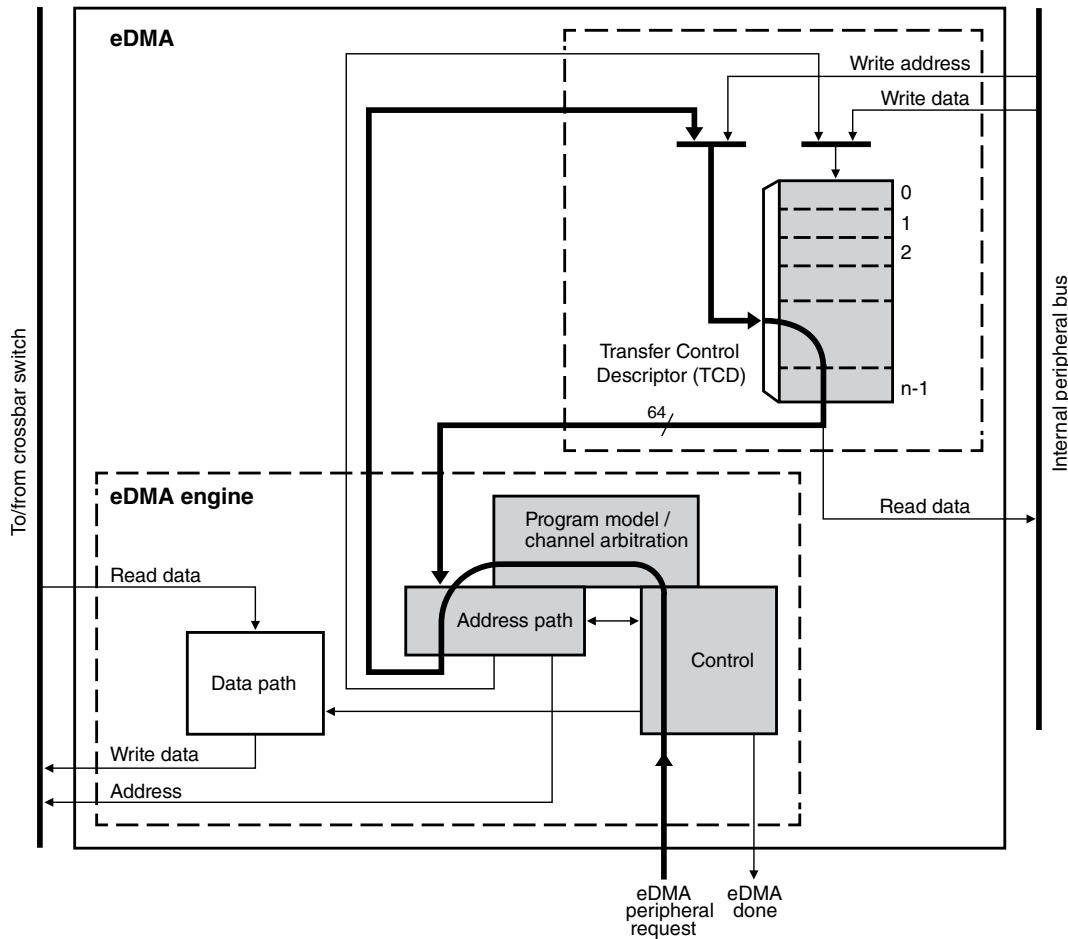 eDMA
Write address
Write data
0
1
2
n-1
Transfer Control
Descriptor (TCD)
64
To/from crossbar switch
Internal peripheral bus
eDMA engine
Program model /
channel arbitration
Read data
Read data
Address path
Control
Data path
Write data
Address
eDMA
peripheral
request
eDMA
done